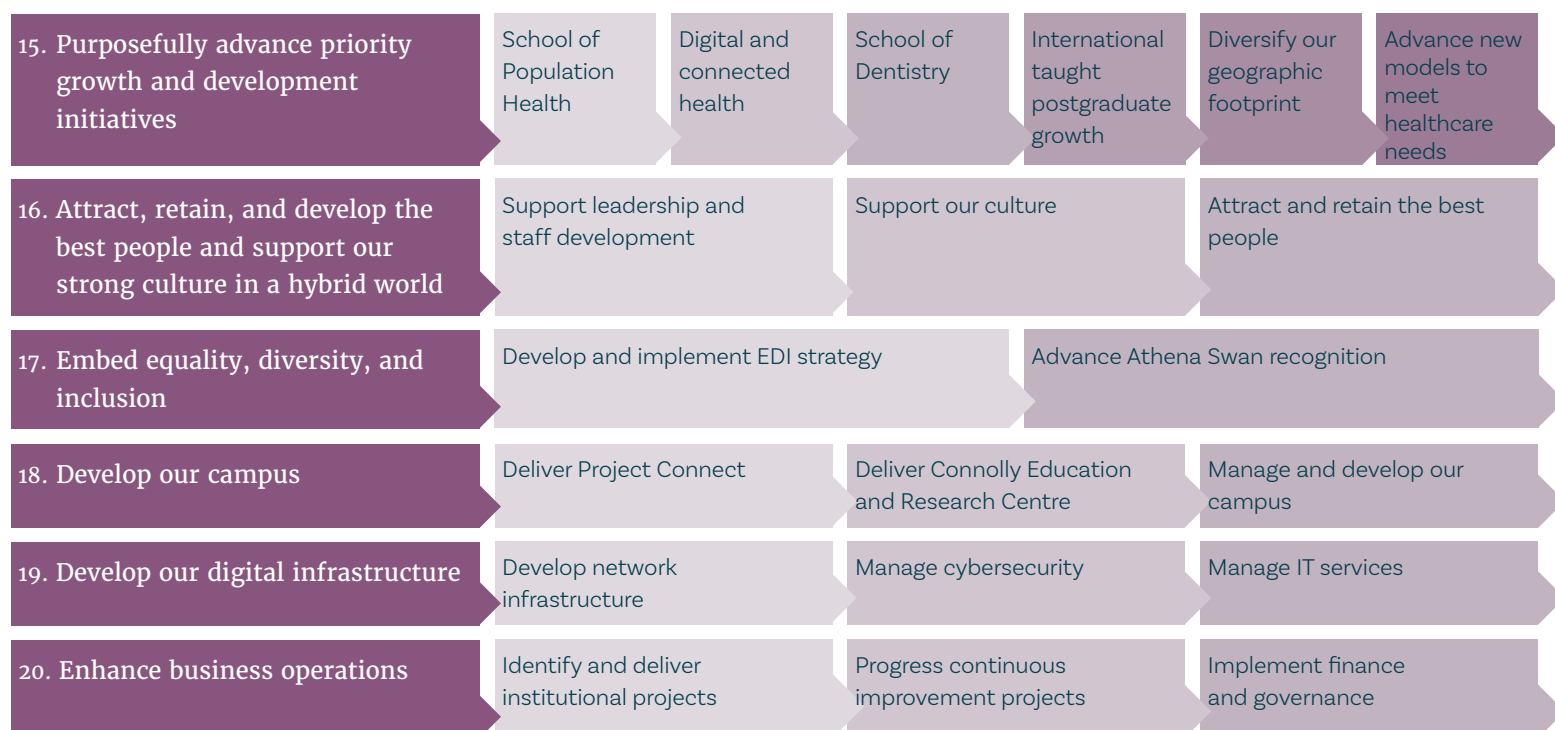 15. Purposefully advance priority
growth and development
initiatives
School of
Population
Health
Digital and
connected
health
School of
Dentistry
International
taught
postgraduate
growth
Diversify our
geographic
footprint
Advance new
models to
meet
healthcare
needs
16. Attract, retain, and develop the
best people and support our
strong culture in a hybrid world
Support leadership and
staff development
Support our culture
Attract and retain the best
people
17. Embed equality, diversity, and
inclusion
Develop and implement EDI strategy
Advance Athena Swan recognition
18. Develop our campus
Deliver Project Connect
Deliver Connolly Education
and Research Centre
Manage and develop our
campus
19. Develop our digital infrastructure
Develop network
infrastructure
Manage cybersecurity
Manage IT services
20. Enhance business operations
Identify and deliver
institutional projects
Progress continuous
improvement projects
Implement finance
and governance